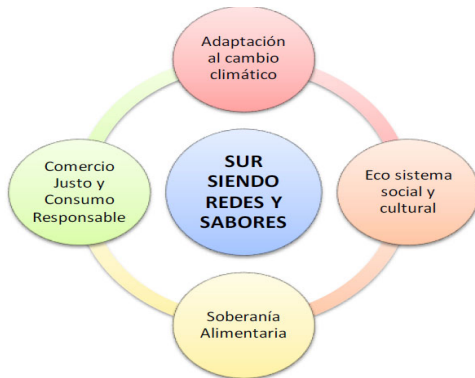 Adaptación
al cambio
climático
Comercio
Justo y
Consumo
Responsable
SUR
SIENDO
REDES Y
SABORES
Eco sistema
social y
cultural
Soberanía
Alimentaria